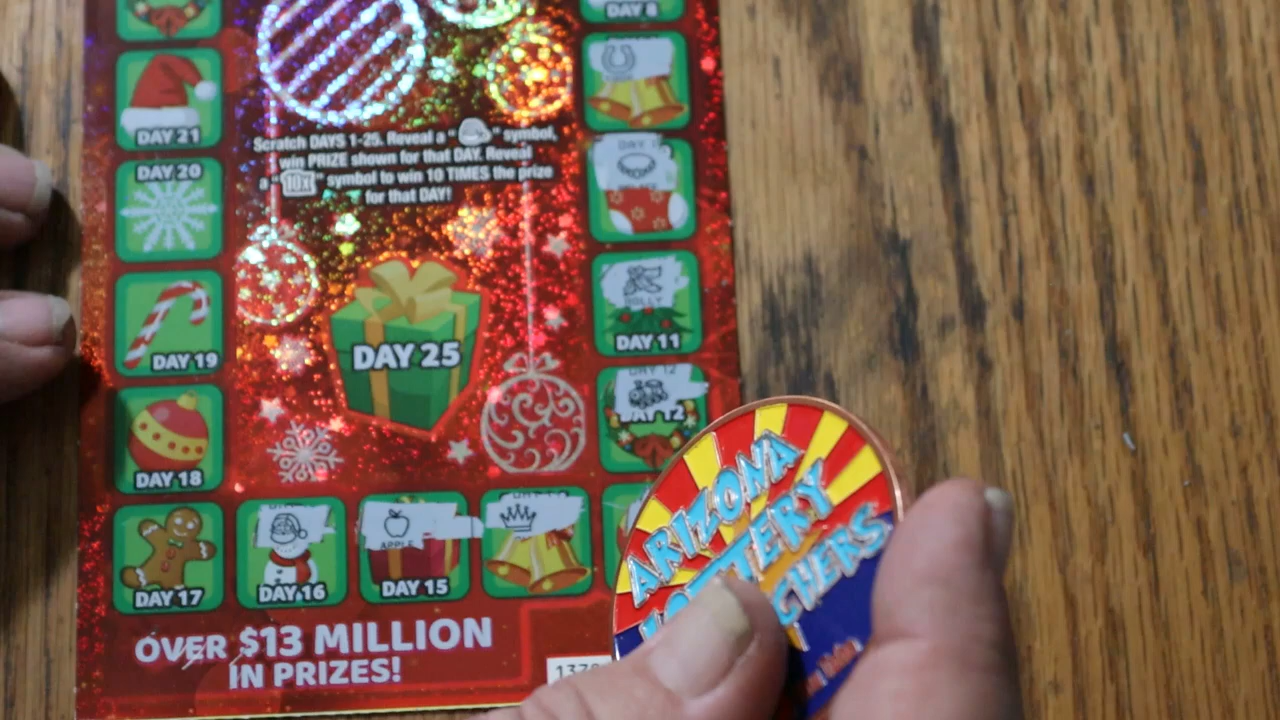 DAY 8
DAY 21
Scratch DAYS 1-25. Reveal a " " symbol,
win PRIZE shown for that DAY. Reveal
a "10X" symbol to win 10 TIMES the prize
for that DAY!
DAY 20
HOLLY
DAY 11
DAY 19
DAY 25
DAY 12
DAY 12
DAY 18
APPLE
DAY 17
DAY 16
DAY 15
OVER $13 MILLION
IN PRIZES!
ARIZONA
LOTTERY